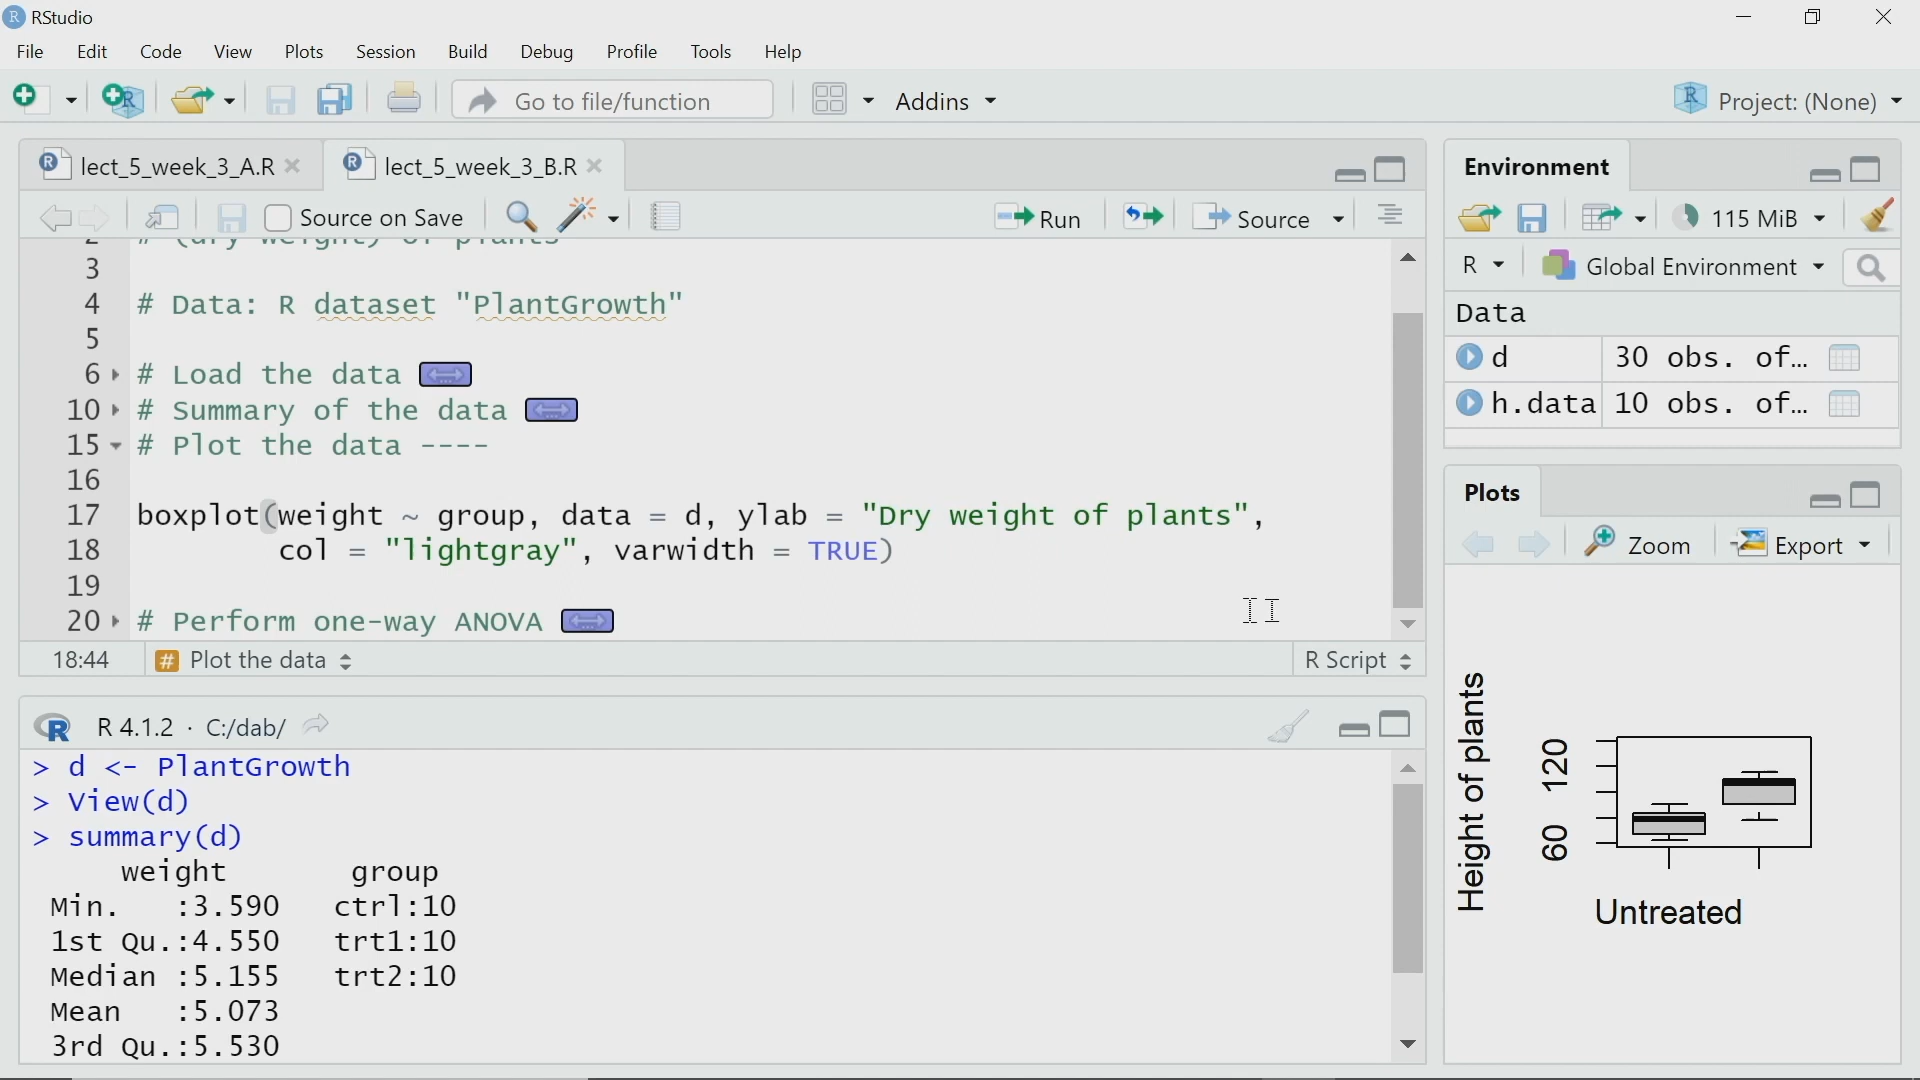 RStudio
File Edit Code View Plots Session Build Debug Profile Tools Help
Go to file/function Addins Project: (None)
lect_5_week_3_A.R lect_5_week_3_B.R
Source on Save Run Source
2 # (dry weight) of plants
3
4 # Data: R dataset "PlantGrowth"
5
6 # Load the data
10 # Summary of the data
15 # Plot the data ----
16
17 boxplot(weight ~ group, data = d, ylab = "Dry weight of plants",
18 col = "lightgray", varwidth = TRUE)
19
20 # Perform one-way ANOVA
18:44 # Plot the data R Script
R 4.1.2 · C:/dab/
> d <- PlantGrowth
> View(d)
> summary(d)
weight group
Min. :3.590 ctrl:10
1st Qu.:4.550 trt1:10
Median :5.155 trt2:10
Mean :5.073
3rd Qu.:5.530
Environment
115 MiB
R Global Environment
Data
d 30 obs. of…
h.data 10 obs. of…
Plots
Zoom Export
Height of plants
120
60
Untreated